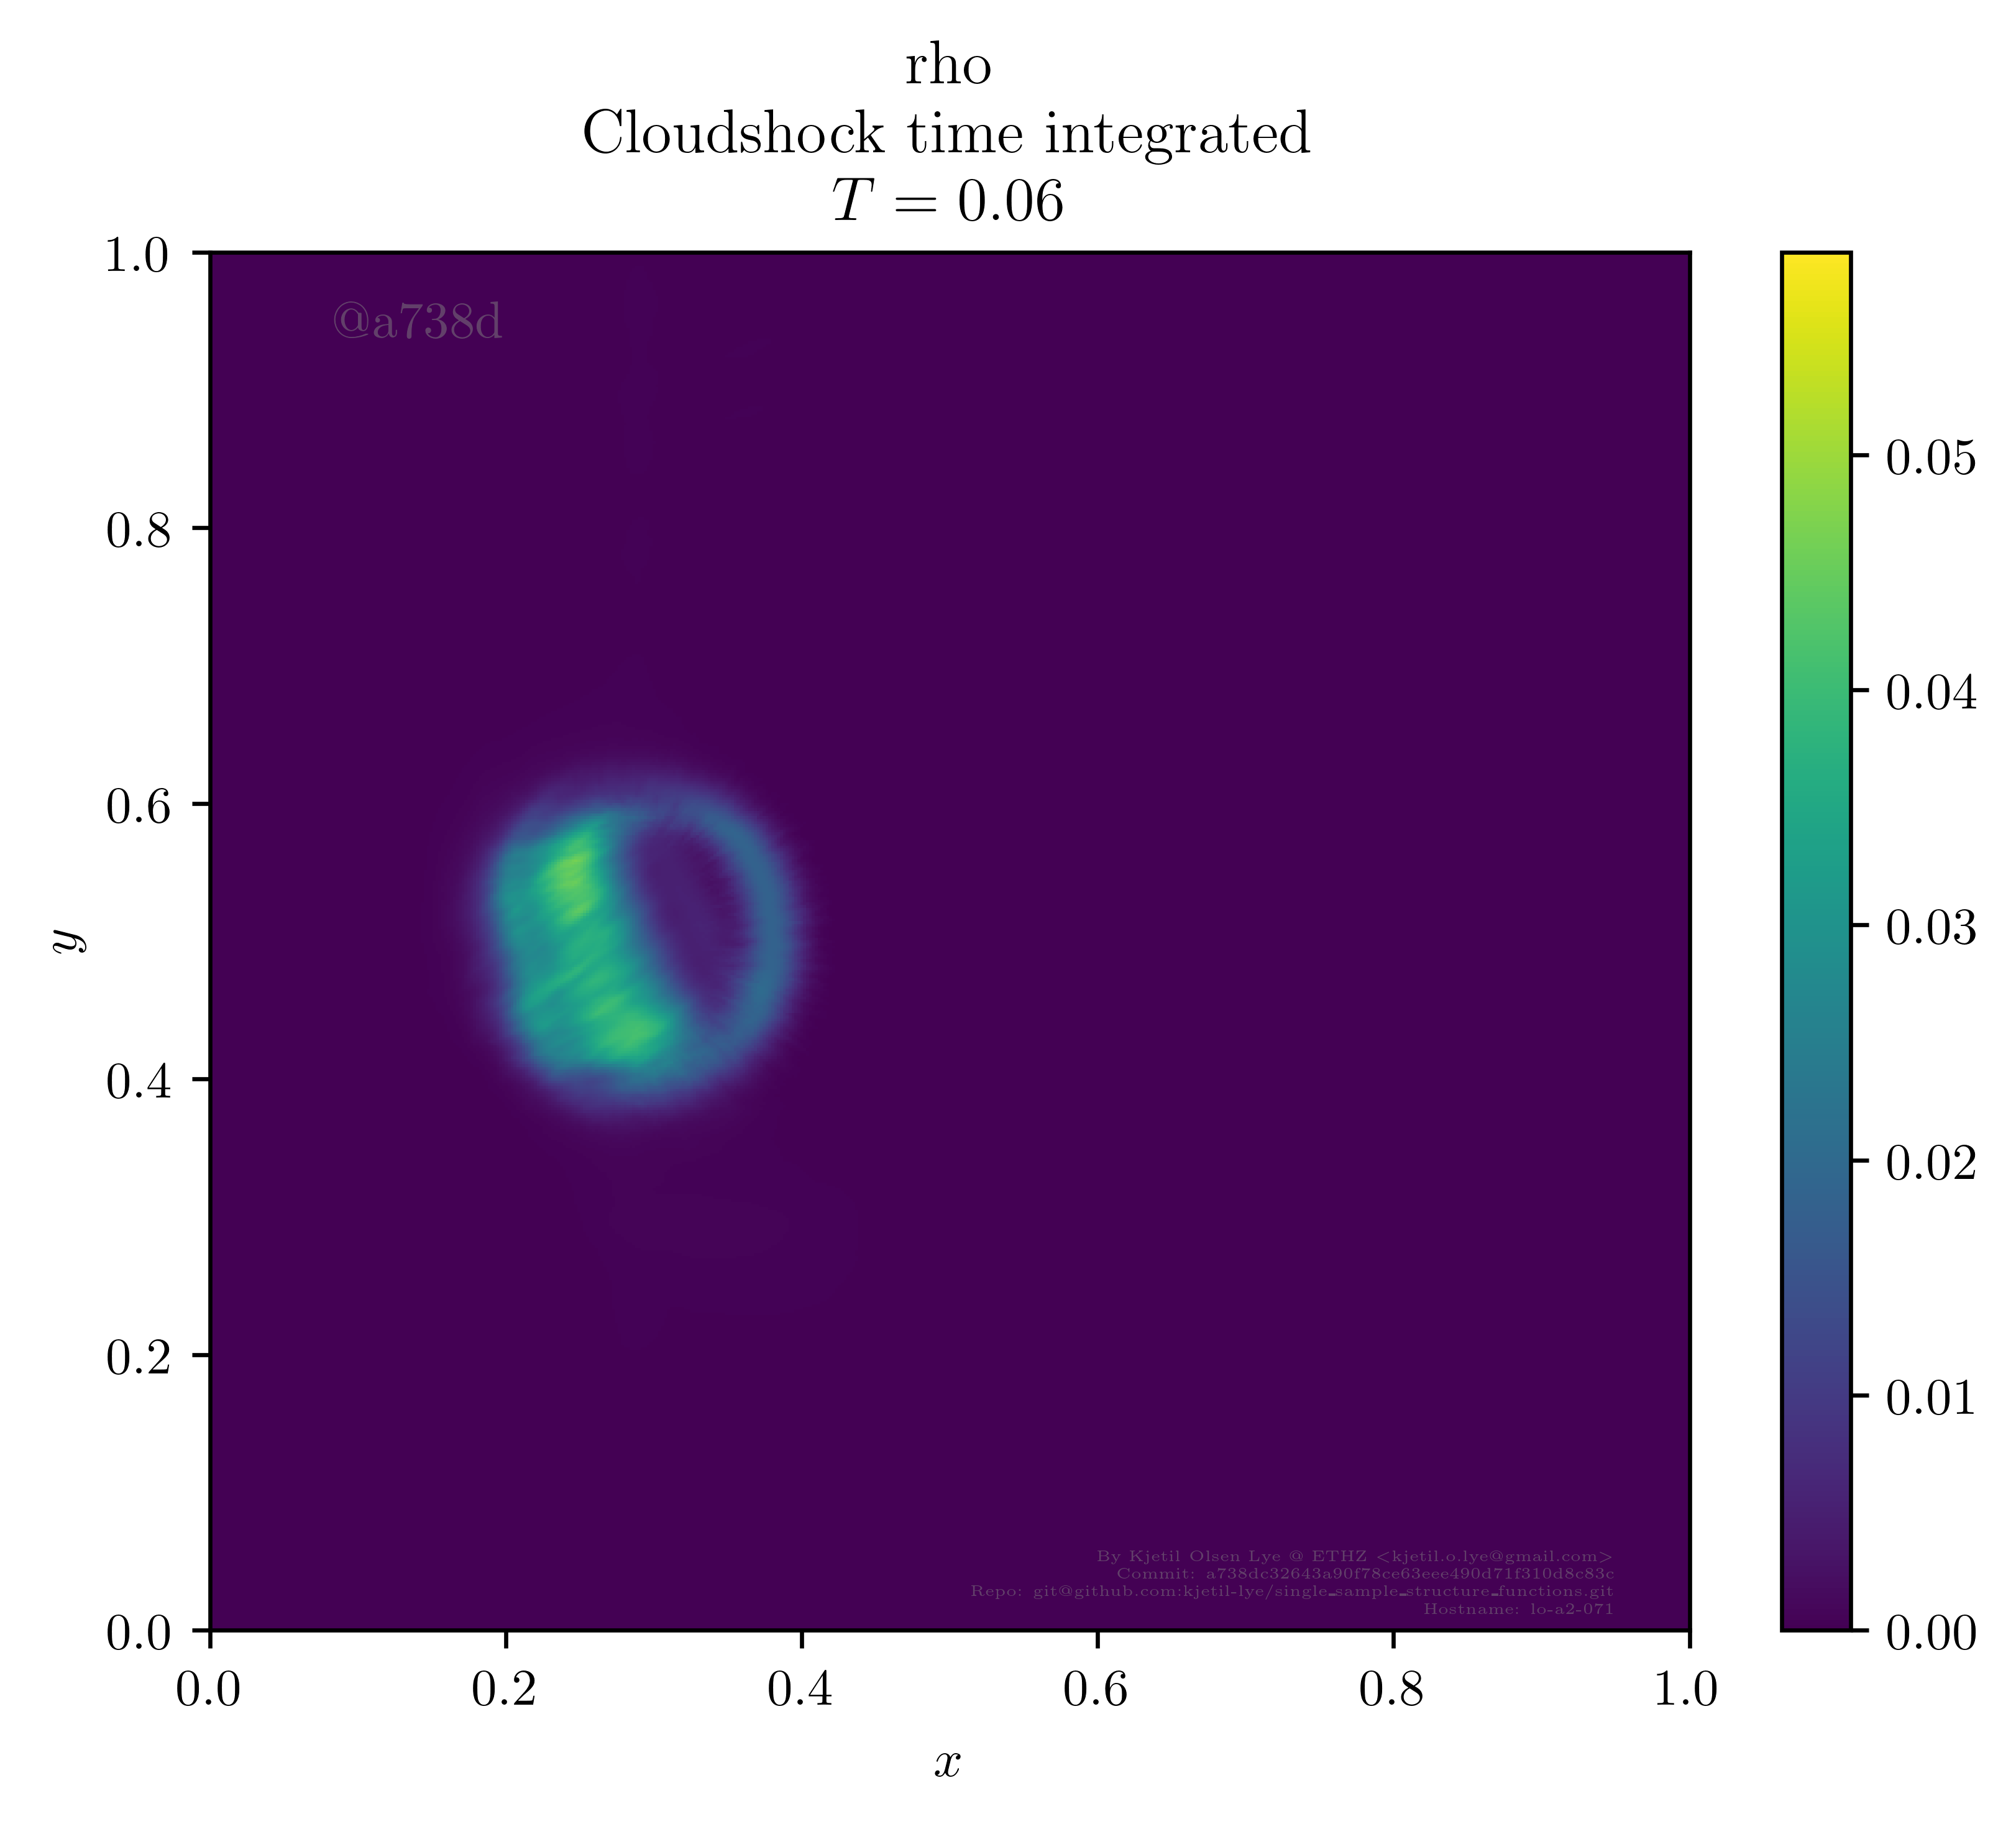 rho
Cloudshock time integrated
T = 0.06
1.0
0.8
0.6
0.4
0.2
0.0
y
@a738d
By Kjetil Olsen Lye @ ETHZ <kjetil.o.lye@gmail.com>
Commit: a738dc32643a90f78ce63eee490d71f310d8c83c
Repo: git@github.com:kjetil-lye/single_sample_structure_functions.git
Hostname: lo-a2-071
0.0 0.2 0.4 0.6 0.8 1.0
x
0.05
0.04
0.03
0.02
0.01
0.00